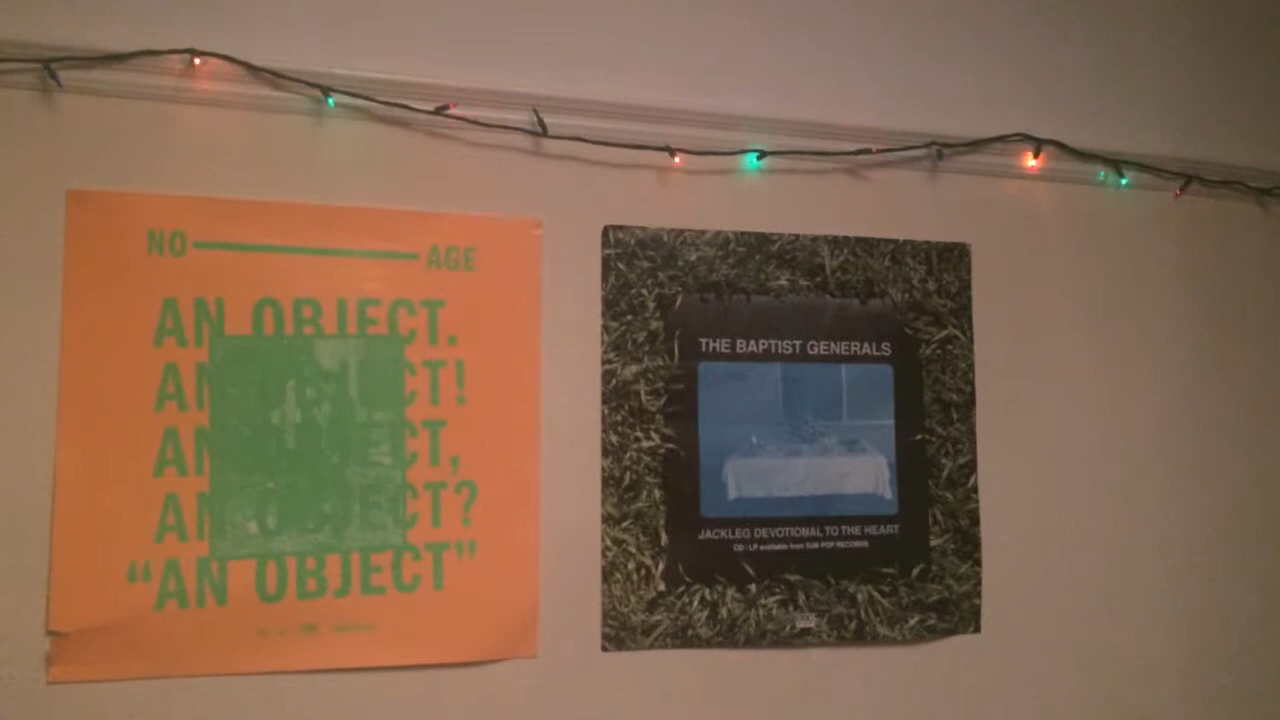 NO AGE
AN OBJECT.
AN CT!
AN CT,
AN CT?
“AN OBJECT”
THE BAPTIST GENERALS
JACKLEG DEVOTIONAL TO THE HEART
CD / LP available from SUB POP RECORDS